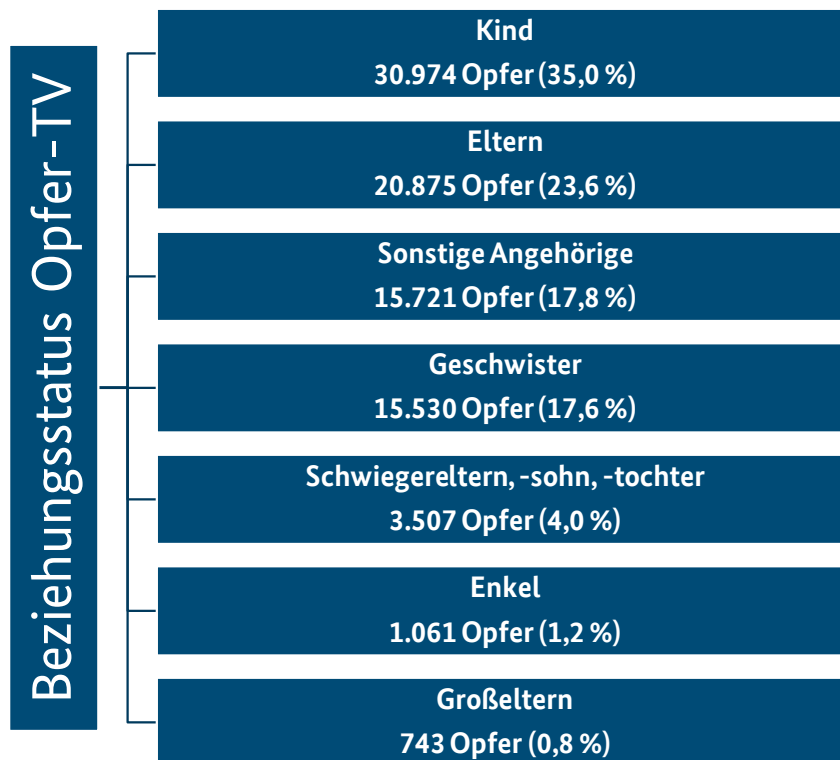 Beziehungsstatus Opfer-TV
Kind
30.974 Opfer (35,0 %)
Eltern
20.875 Opfer (23,6 %)
Sonstige Angehörige
15.721 Opfer (17,8 %)
Geschwister
15.530 Opfer (17,6 %)
Schwiegereltern, -sohn, -tochter
3.507 Opfer (4,0 %)
Enkel
1.061 Opfer (1,2 %)
Großeltern
743 Opfer (0,8 %)